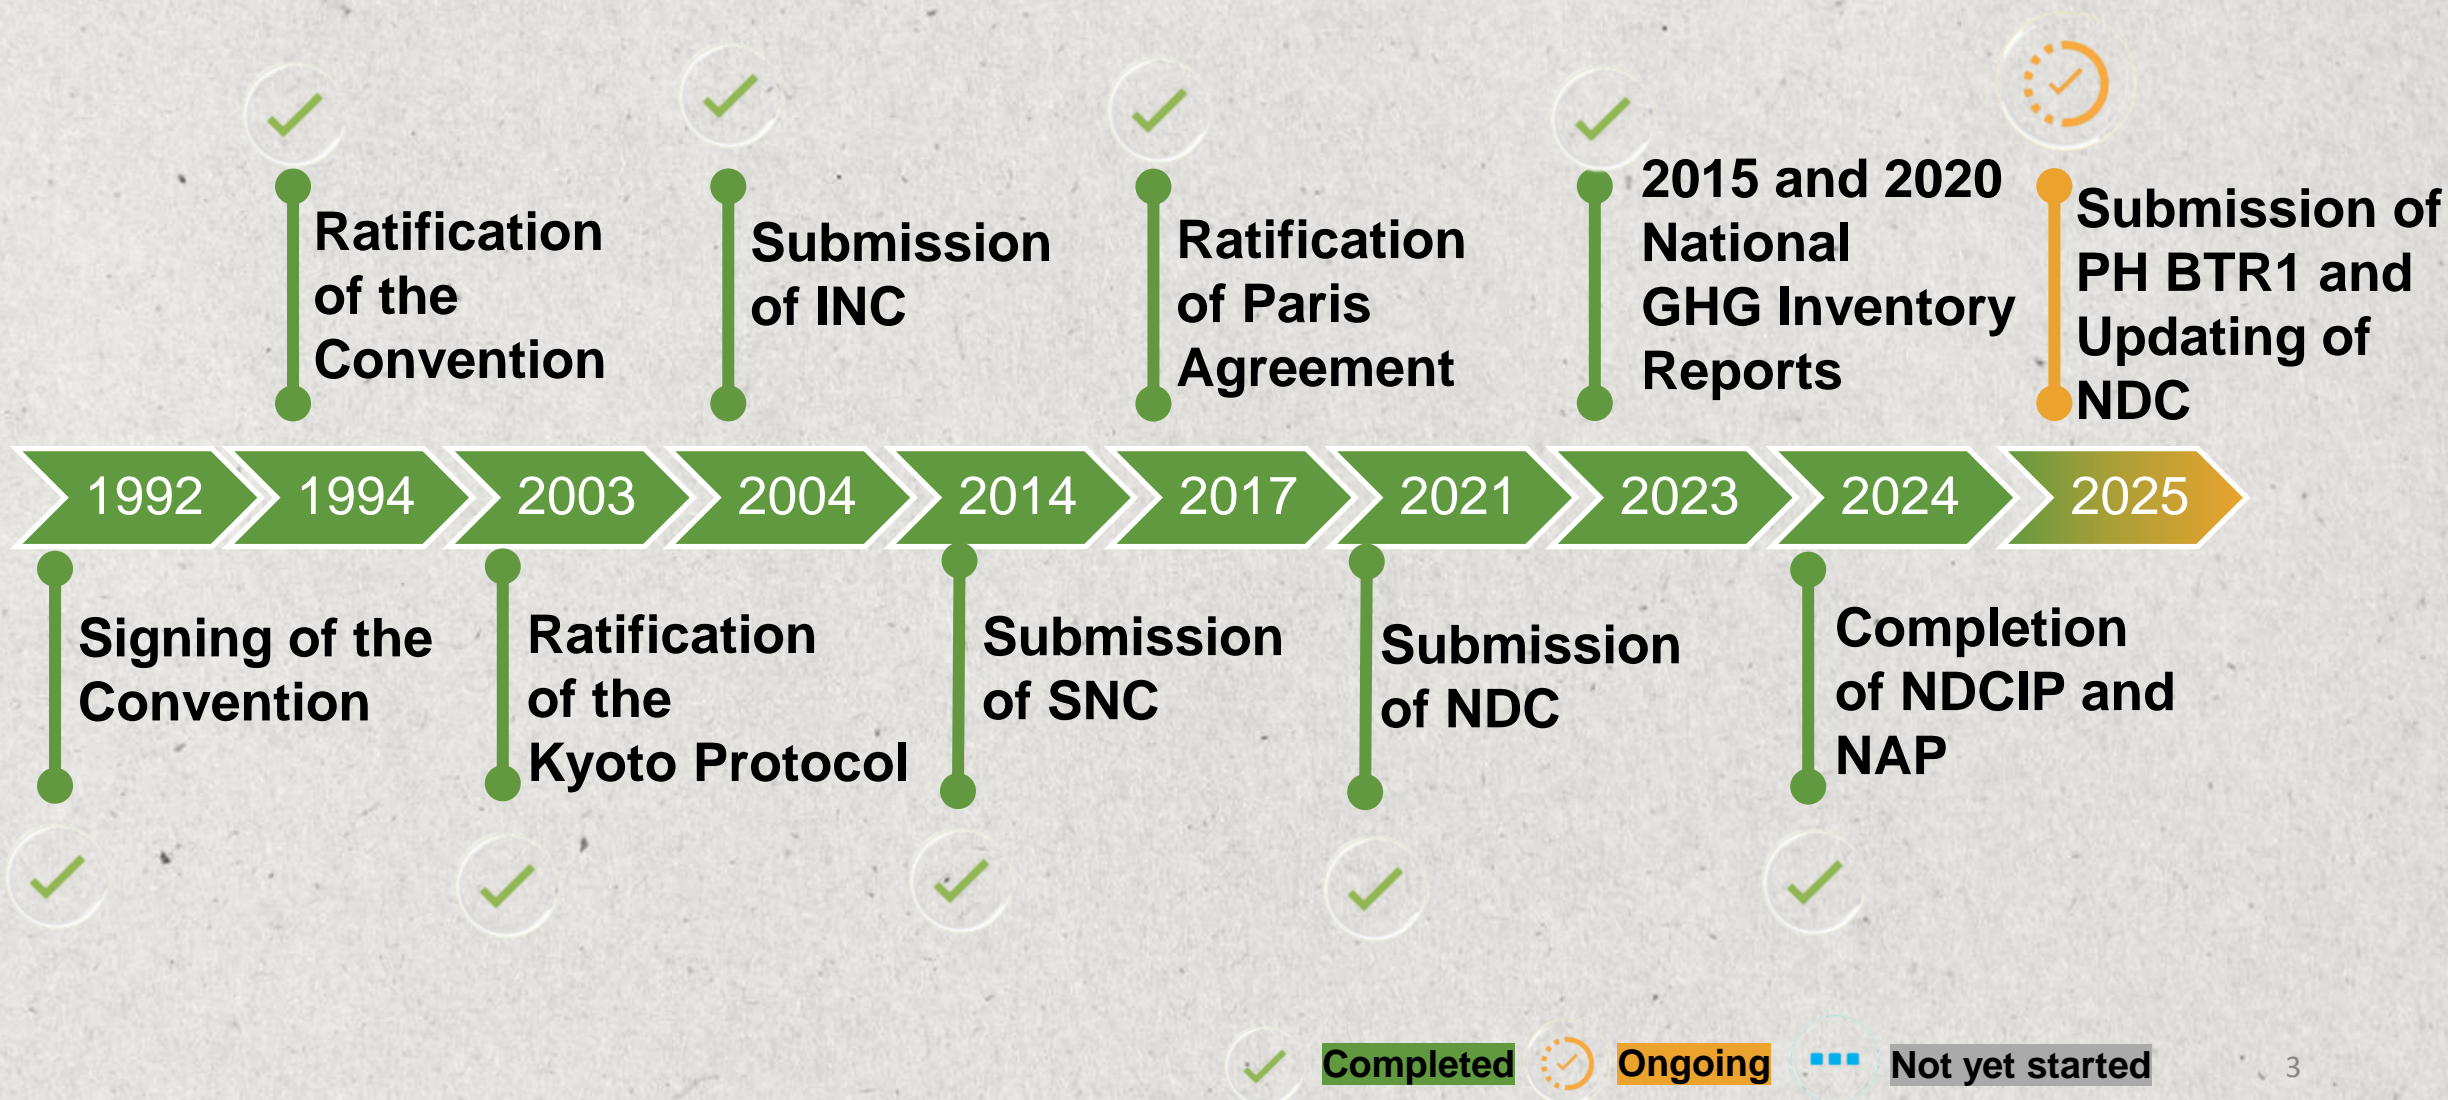 Ratification
of the
Convention
Submission
of INC
Ratification
of Paris
Agreement
2015 and 2020
National
GHG Inventory
Reports
Submission of
PH BTR1 and
Updating of
NDC
1992
1994
2003
2004
2014
2017
2021
2023
2024
2025
Signing of the
Convention
Ratification
of the
Kyoto Protocol
Submission
of SNC
Submission
of NDC
Completion
of NDCIP and
NAP
Completed
Ongoing
Not yet started
3